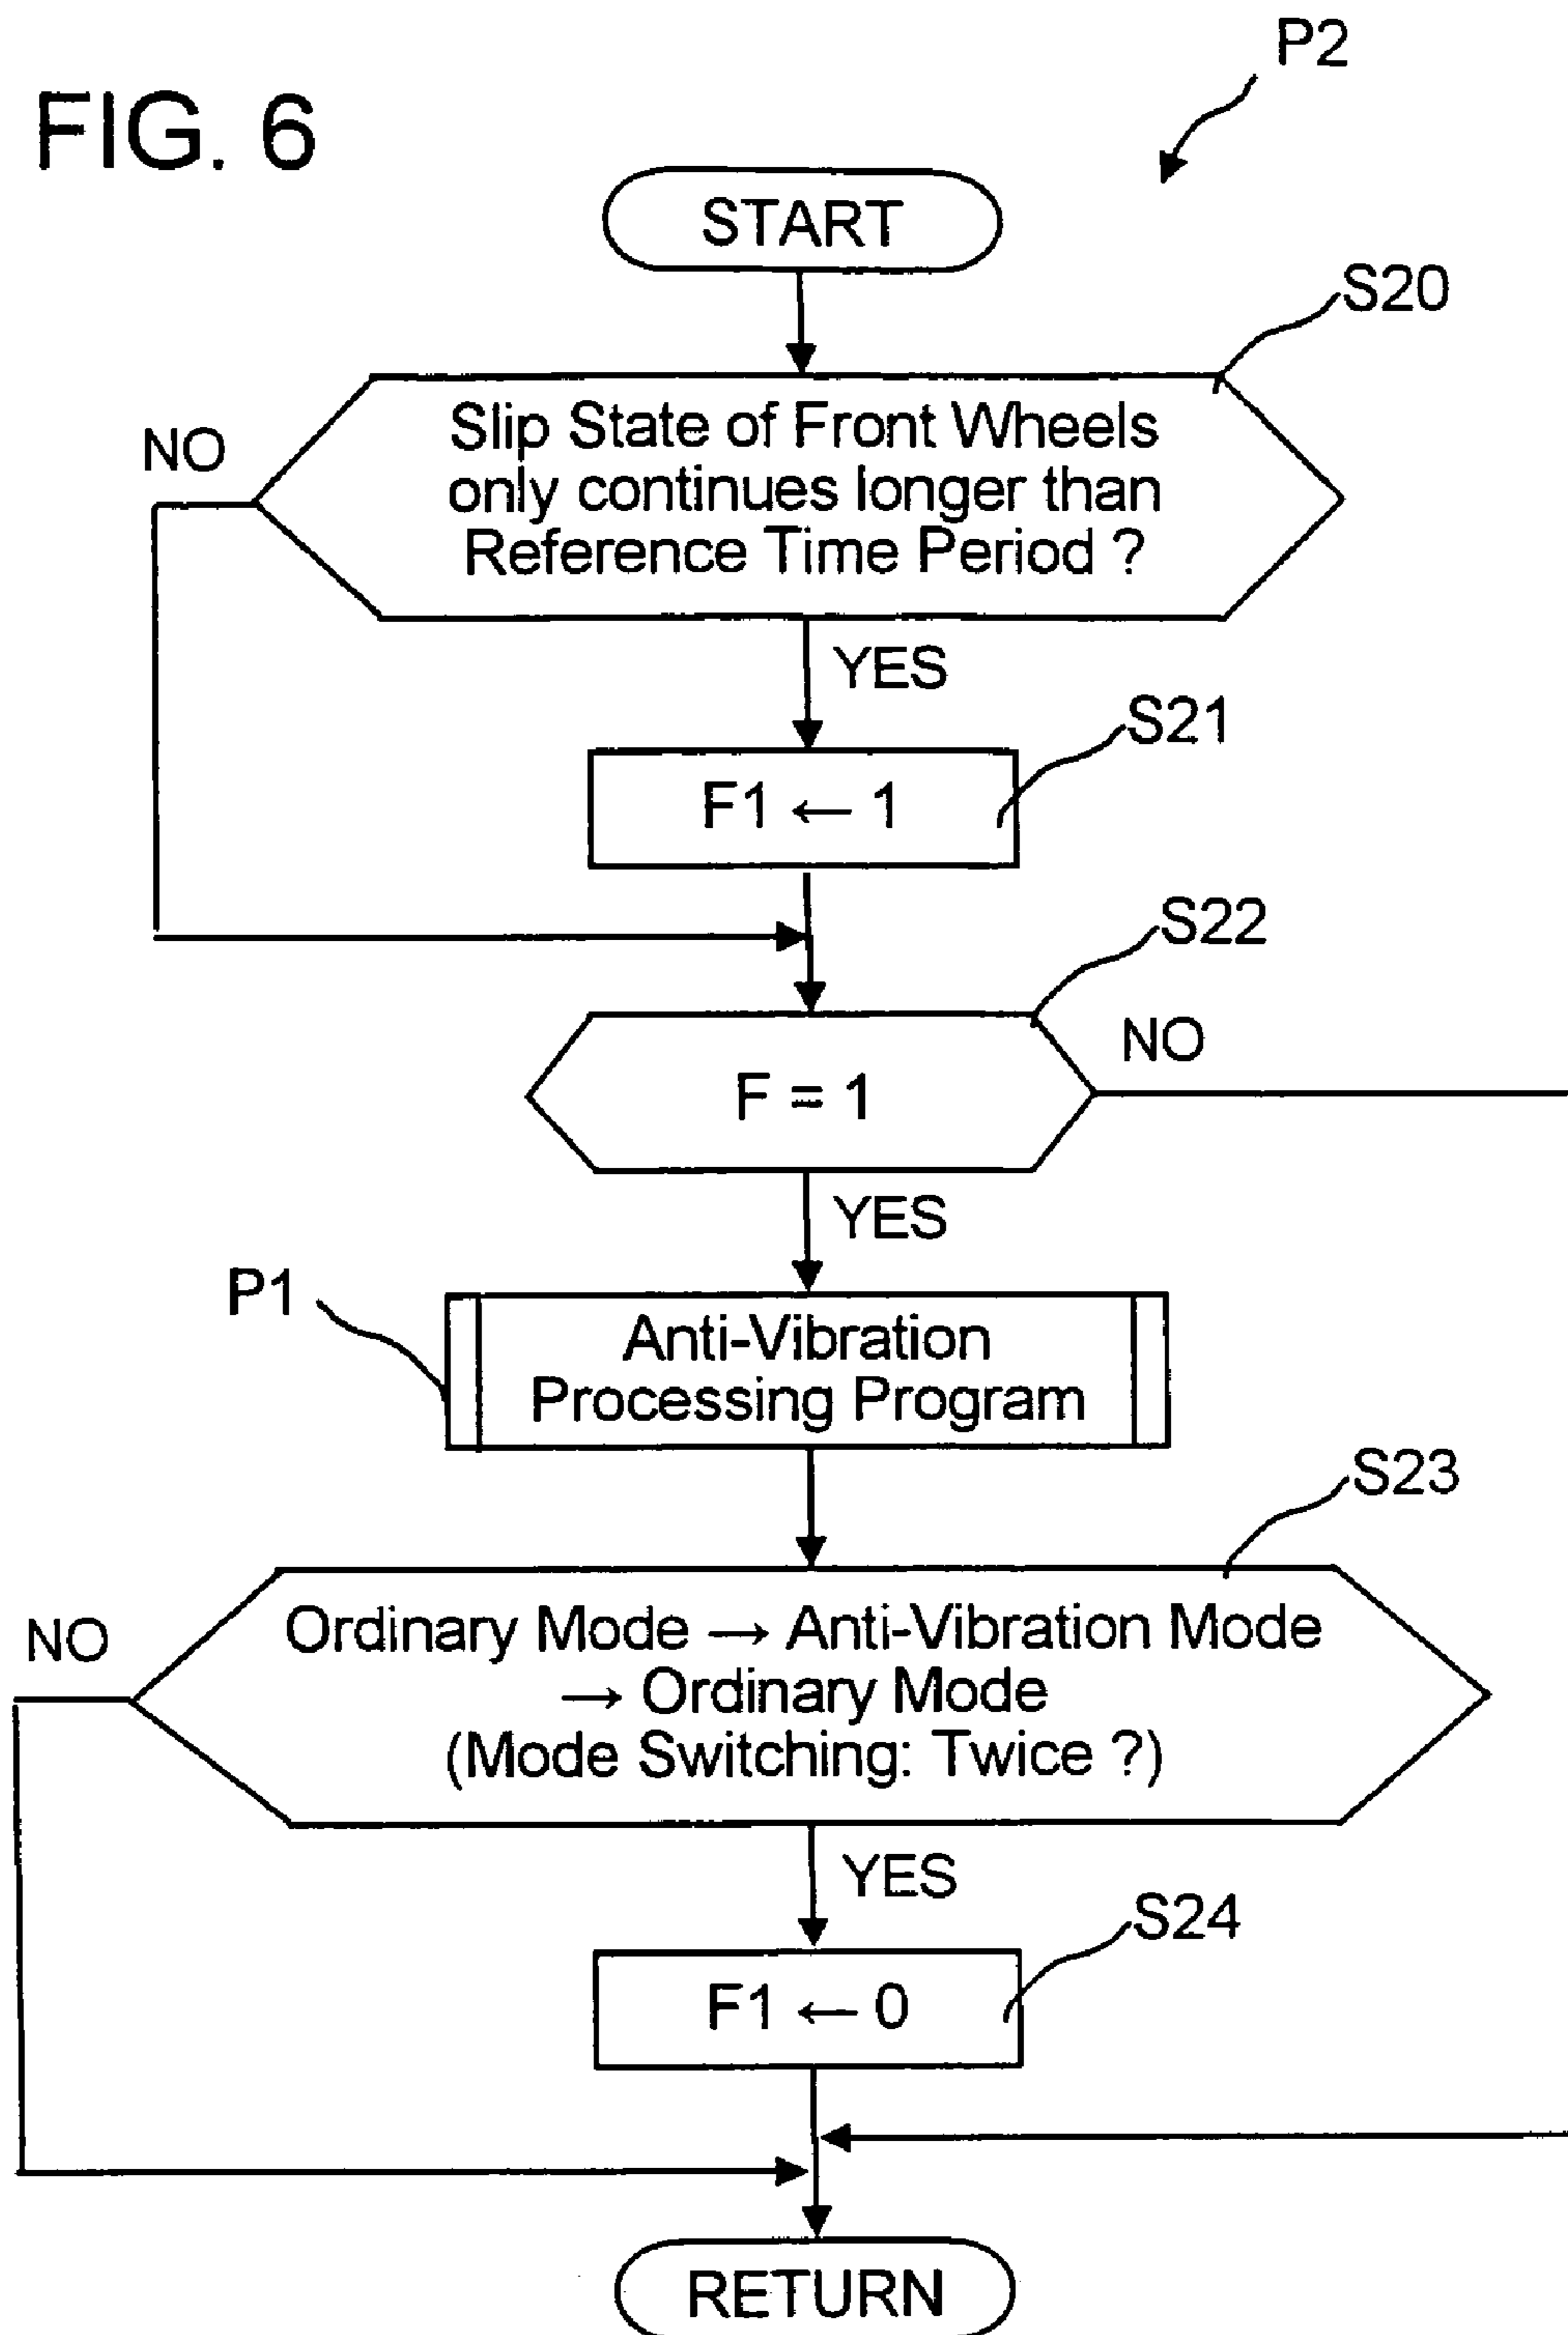 P2
FIG. 6
START
S20
NO
Slip State of Front Wheels
only continues longer than
Reference Time Period ?
YES
S21
F1 ← 1
S22
NO
F = 1
YES
P1
Anti-Vibration
Processing Program
S23
NO
Ordinary Mode → Anti-Vibration Mode
→ Ordinary Mode
(Mode Switching: Twice ?)
YES
S24
F1 ← 0
RETURN